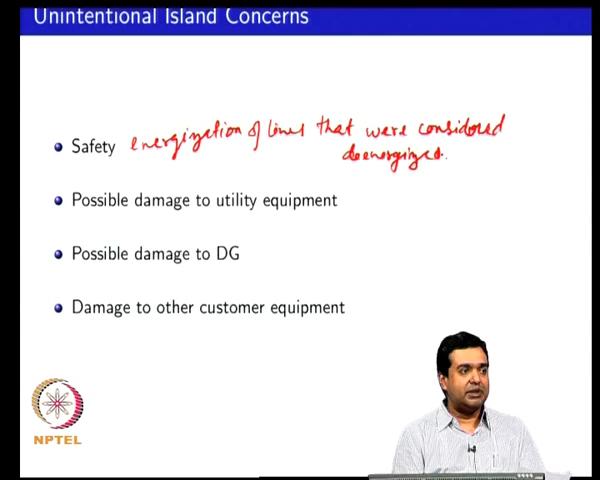 Unintentional Island Concerns
Safety energization of lines that were considered
deenergized.
Possible damage to utility equipment
Possible damage to DG
Damage to other customer equipment
NPTEL